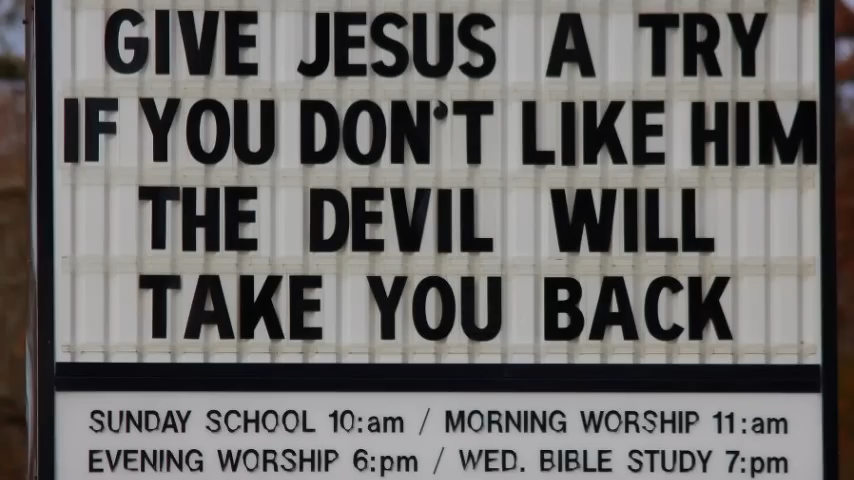 GIVE JESUS A TRY
IF YOU DON'T LIKE HIM
THE DEVIL WILL
TAKE YOU BACK
SUNDAY SCHOOL 10:am / MORNING WORSHIP 11:am
EVENING WORSHIP 6:pm / WED. BIBLE STUDY 7:pm